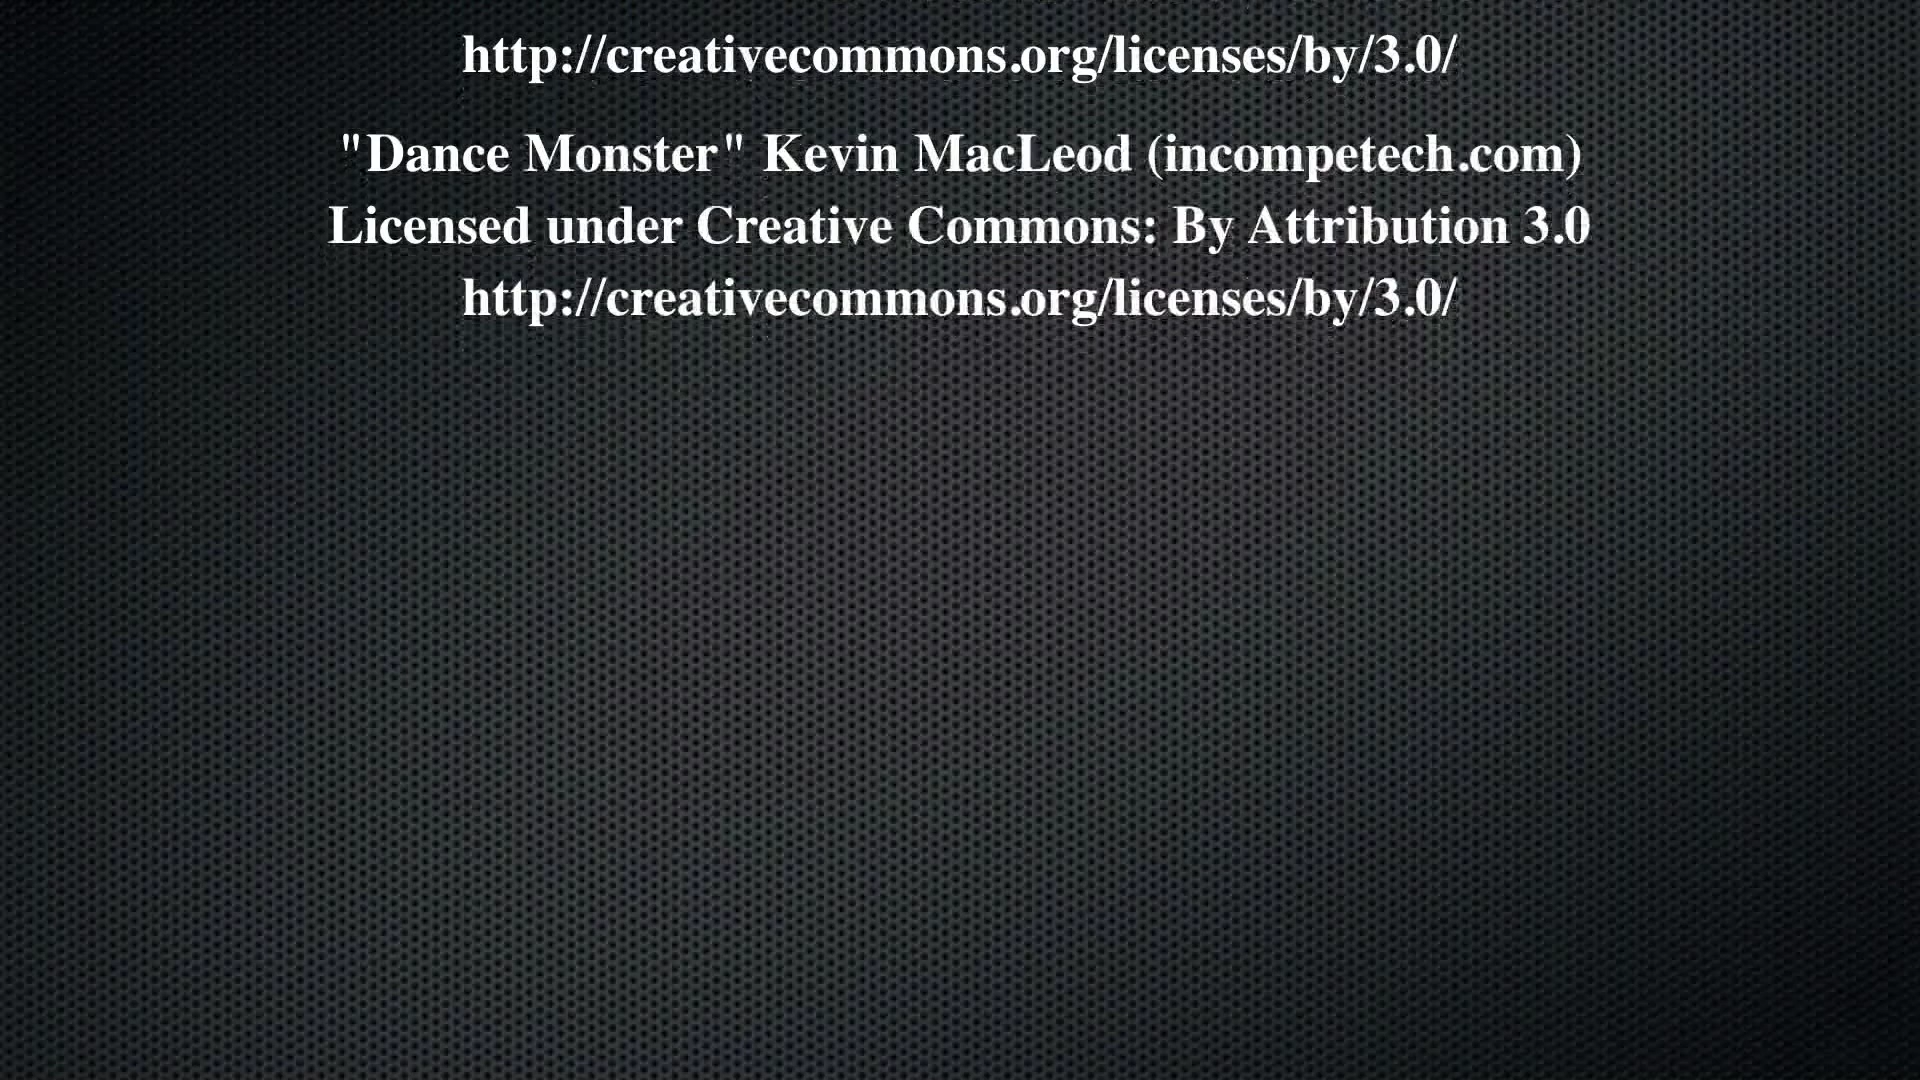 http://creativecommons.org/licenses/by/3.0/
"Dance Monster" Kevin MacLeod (incompetech.com)
Licensed under Creative Commons: By Attribution 3.0
http://creativecommons.org/licenses/by/3.0/